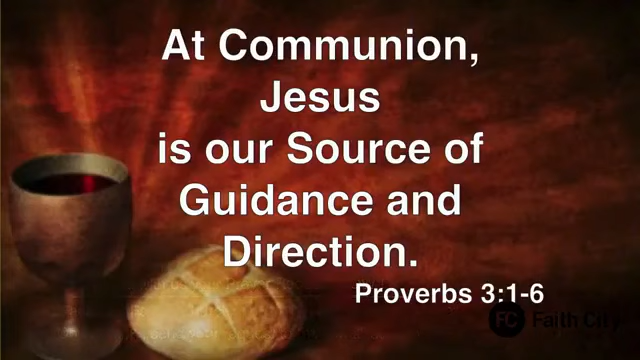 At Communion,
Jesus
is our Source of
Guidance and
Direction.
Proverbs 3:1-6
FC Faith City